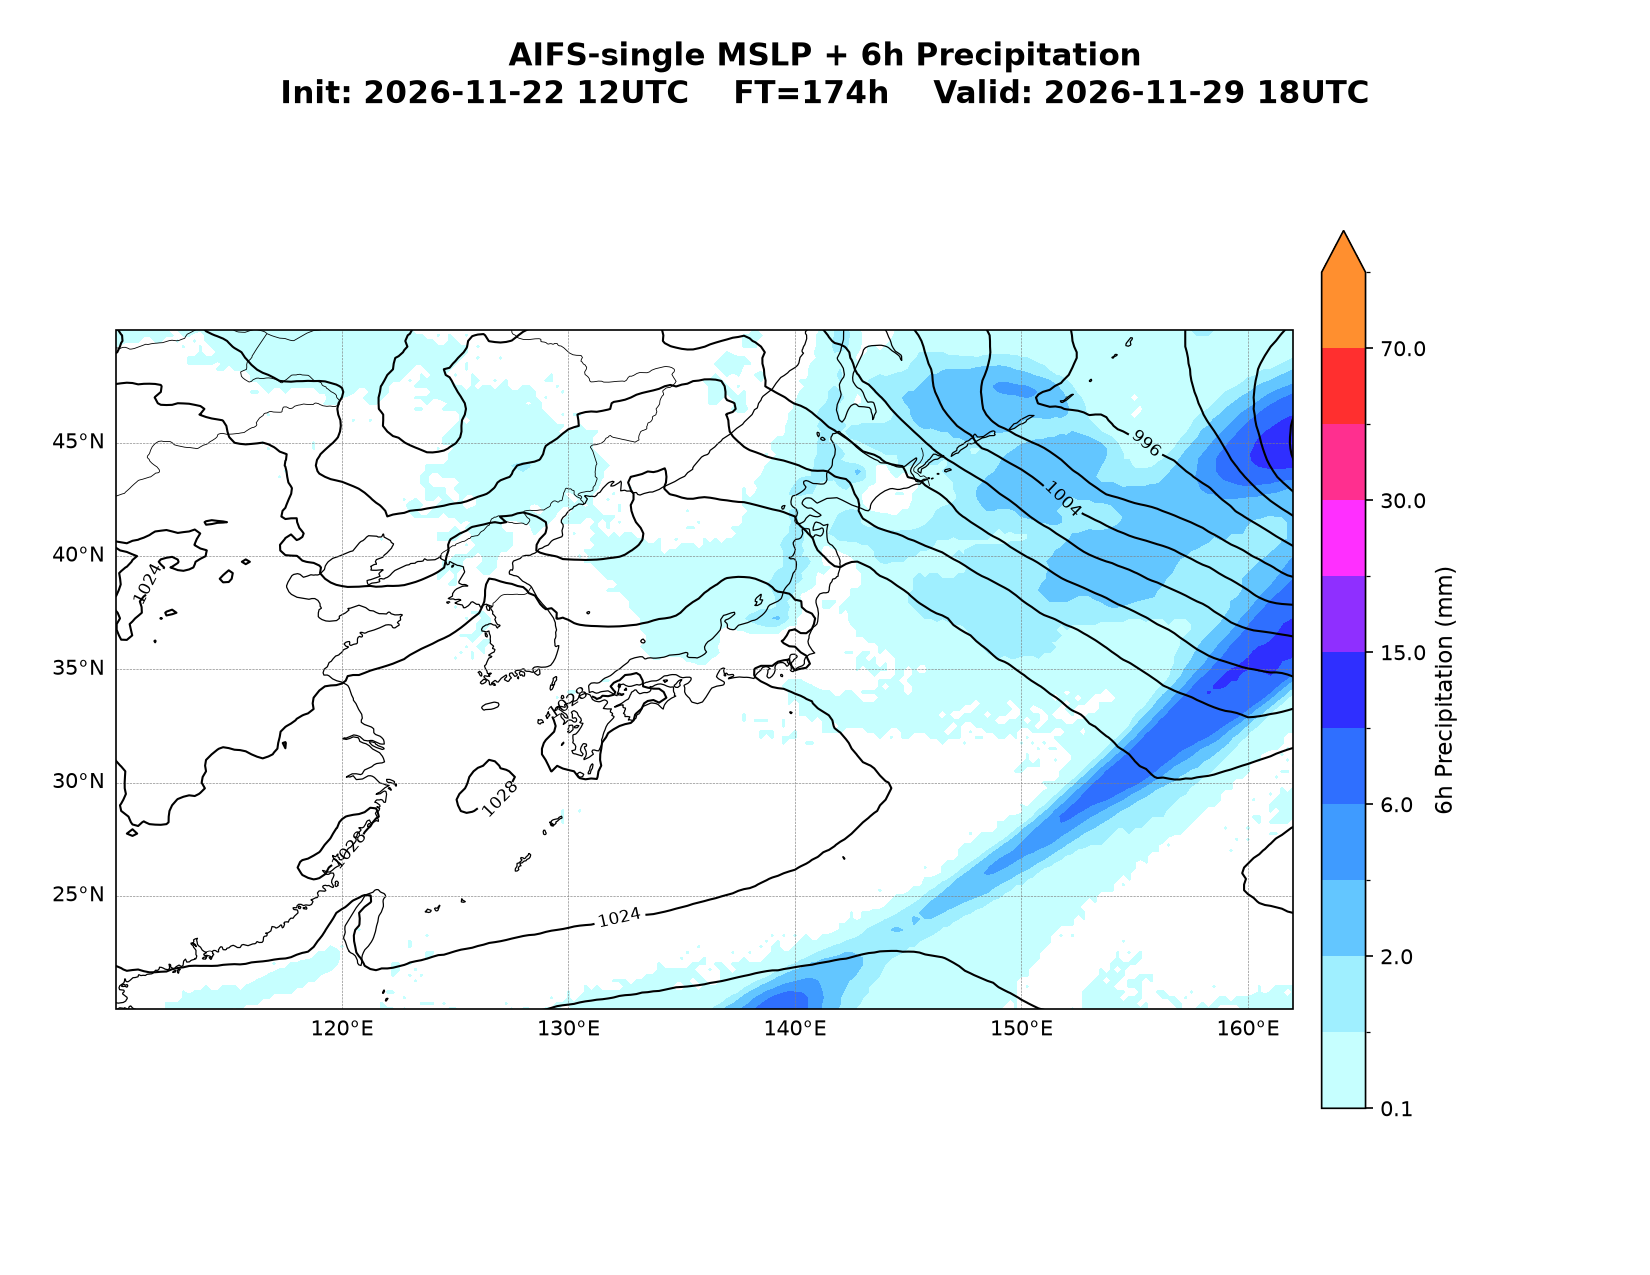 AIFS-single MSLP + 6h Precipitation
Init: 2026-11-22 12UTC    FT=174h    Valid: 2026-11-29 18UTC
45°N
40°N
35°N
30°N
25°N
120°E
130°E
140°E
150°E
160°E
996
1004
1024
1028
1028
1028
1024
70.0
30.0
15.0
6.0
2.0
0.1
6h Precipitation (mm)